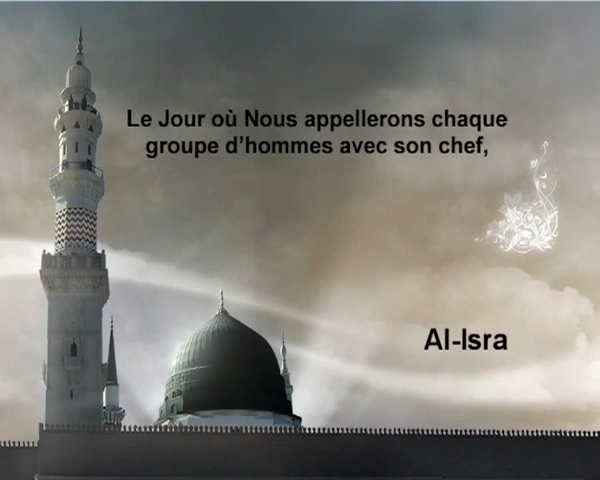 Le Jour où Nous appellerons chaque
groupe d'hommes avec son chef,
Al-Isra